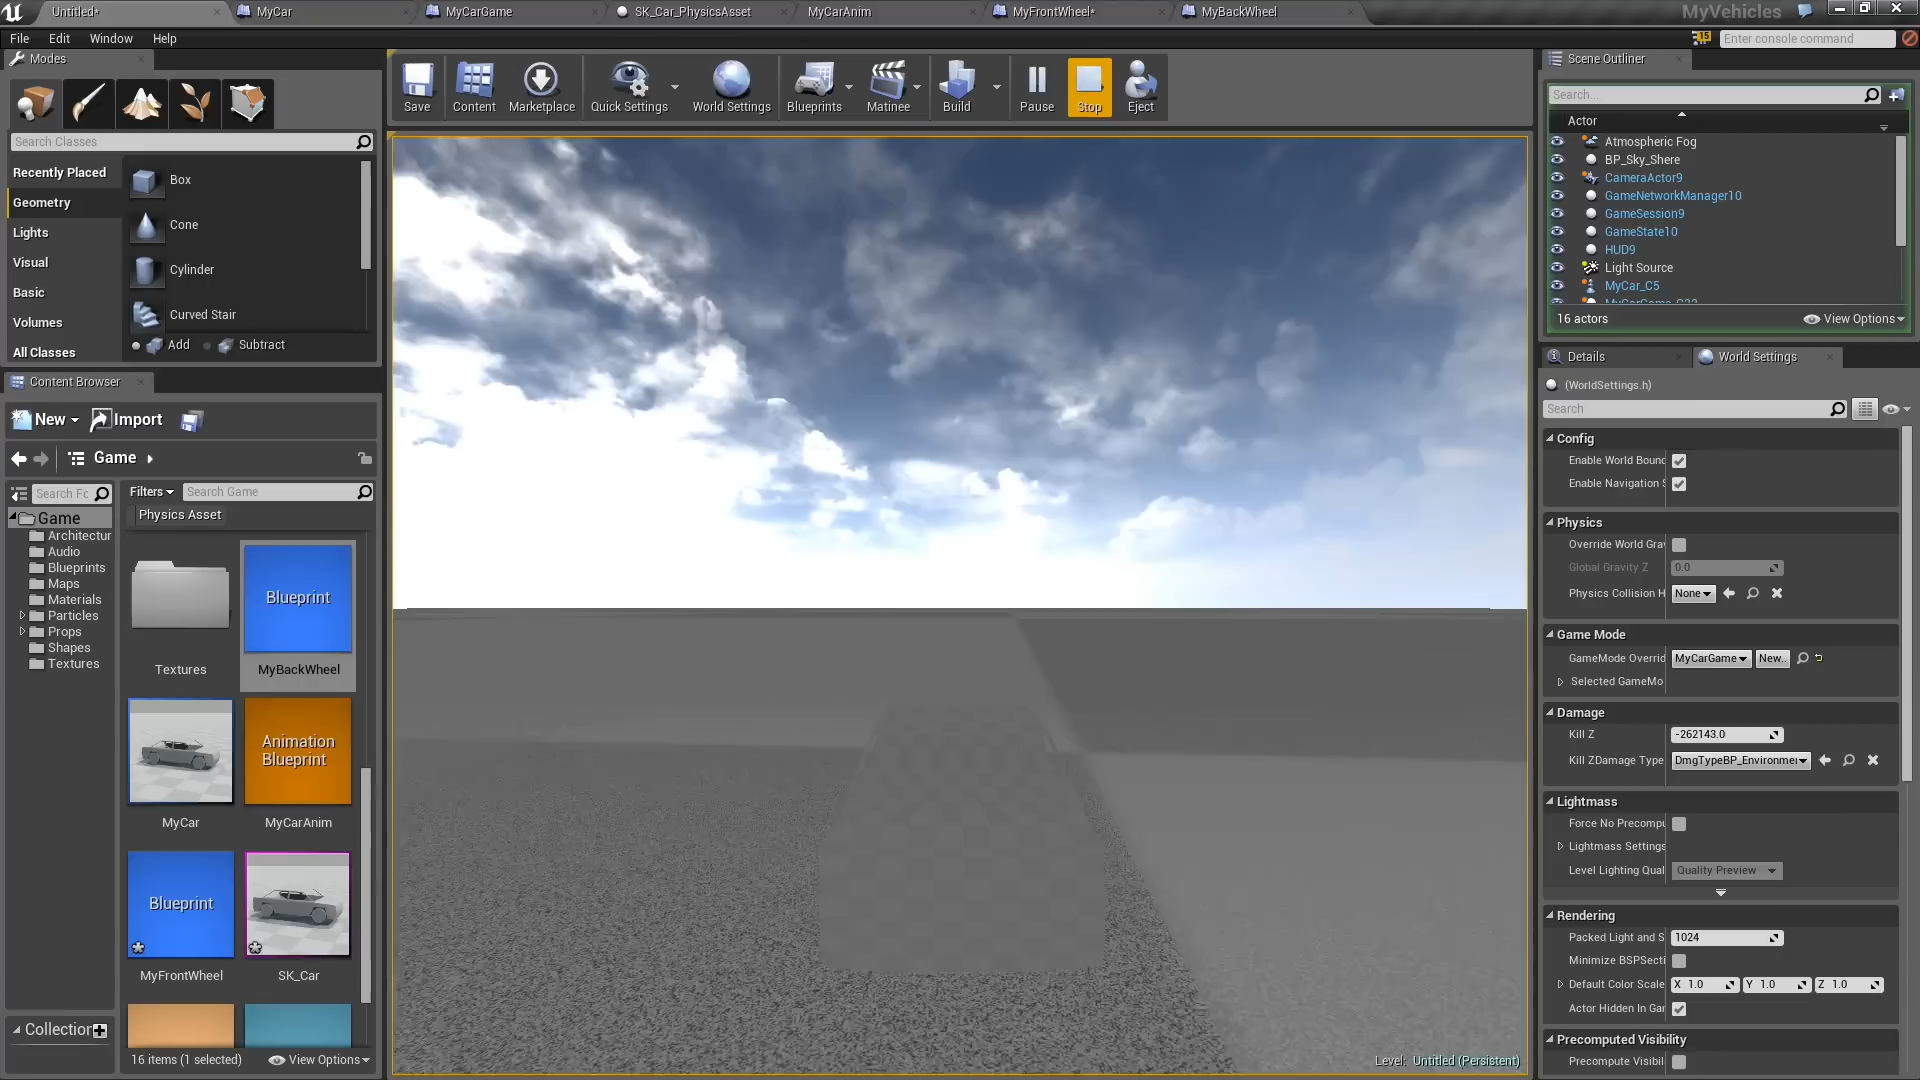 Untitled*
MyCar
MyCarGame
SK_Car_PhysicsAsset
MyCarAnim
MyFrontWheel*
MyBackWheel
MyVehicles
File Edit Window Help
15
Enter console command
Modes
Search Classes
Recently Placed
Geometry
Lights
Visual
Basic
Volumes
All Classes
Box
Cone
Cylinder
Curved Stair
Add
Subtract
Save
Content
Marketplace
Quick Settings
World Settings
Blueprints
Matinee
Build
Pause
Stop
Eject
Content Browser
New
Import
Game
Search Fc
Filters
Search Game
Physics Asset
Game
Architectur
Audio
Blueprints
Maps
Materials
Particles
Props
Shapes
Textures
Textures
Blueprint
MyBackWheel
MyCar
Animation
Blueprint
MyCarAnim
Blueprint
MyFrontWheel
SK_Car
Collection
16 items (1 selected)
View Options
Level: Untitled (Persistent)
Scene Outliner
Search...
Actor
Atmospheric Fog
BP_Sky_Shere
CameraActor9
GameNetworkManager10
GameSession9
GameState10
HUD9
Light Source
MyCar_C5
16 actors
View Options
Details
World Settings
(WorldSettings.h)
Search
Config
Enable World Bounc
Enable Navigation S
Physics
Override World Gra
Global Gravity Z 0.0
Physics Collision H None
Game Mode
GameMode Overrid MyCarGame New..
Selected GameMo
Damage
Kill Z -262143.0
Kill ZDamage Type DmgTypeBP_Environmer
Lightmass
Force No Precompu
Lightmass Settings
Level Lighting Qual Quality Preview
Rendering
Packed Light and S 1024
Minimize BSPSecti
Default Color Scale X 1.0 Y 1.0 Z 1.0
Actor Hidden In Gar
Precomputed Visibility
Precompute Visibil